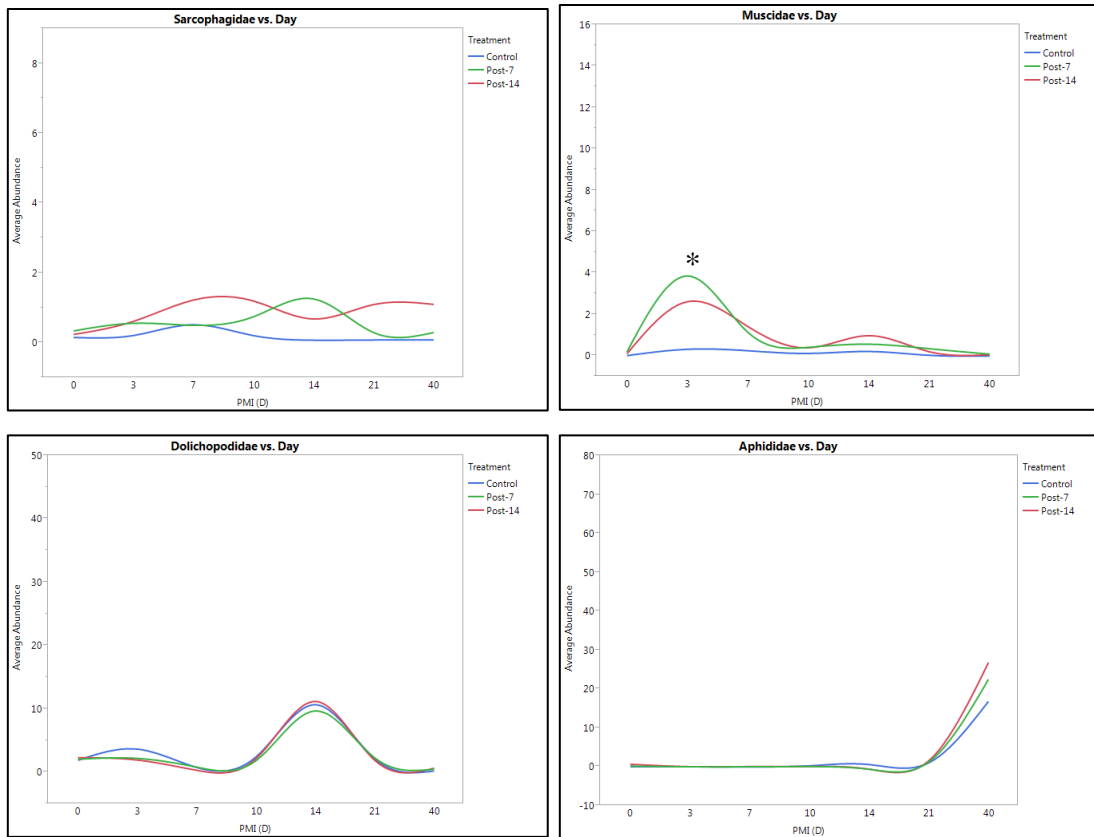 Sarcophagidae vs. Day
8
6
4
2
0
Average Abundance
0 3 7 10 14 21 40
PMI (D)
Treatment
Control
Post-7
Post-14
Muscidae vs. Day
16
14
12
10
8
6
4
2
0
Average Abundance
*
0 3 7 10 14 21 40
PMI (D)
Treatment
Control
Post-7
Post-14
Dolichopodidae vs. Day
50
40
30
20
10
0
Average Abundance
0 3 7 10 14 21 40
PMI (D)
Treatment
Control
Post-7
Post-14
Aphididae vs. Day
80
70
60
50
40
30
20
10
0
-10
Average Abundance
0 3 7 10 14 21 40
PMI (D)
Treatment
Control
Post-7
Post-14